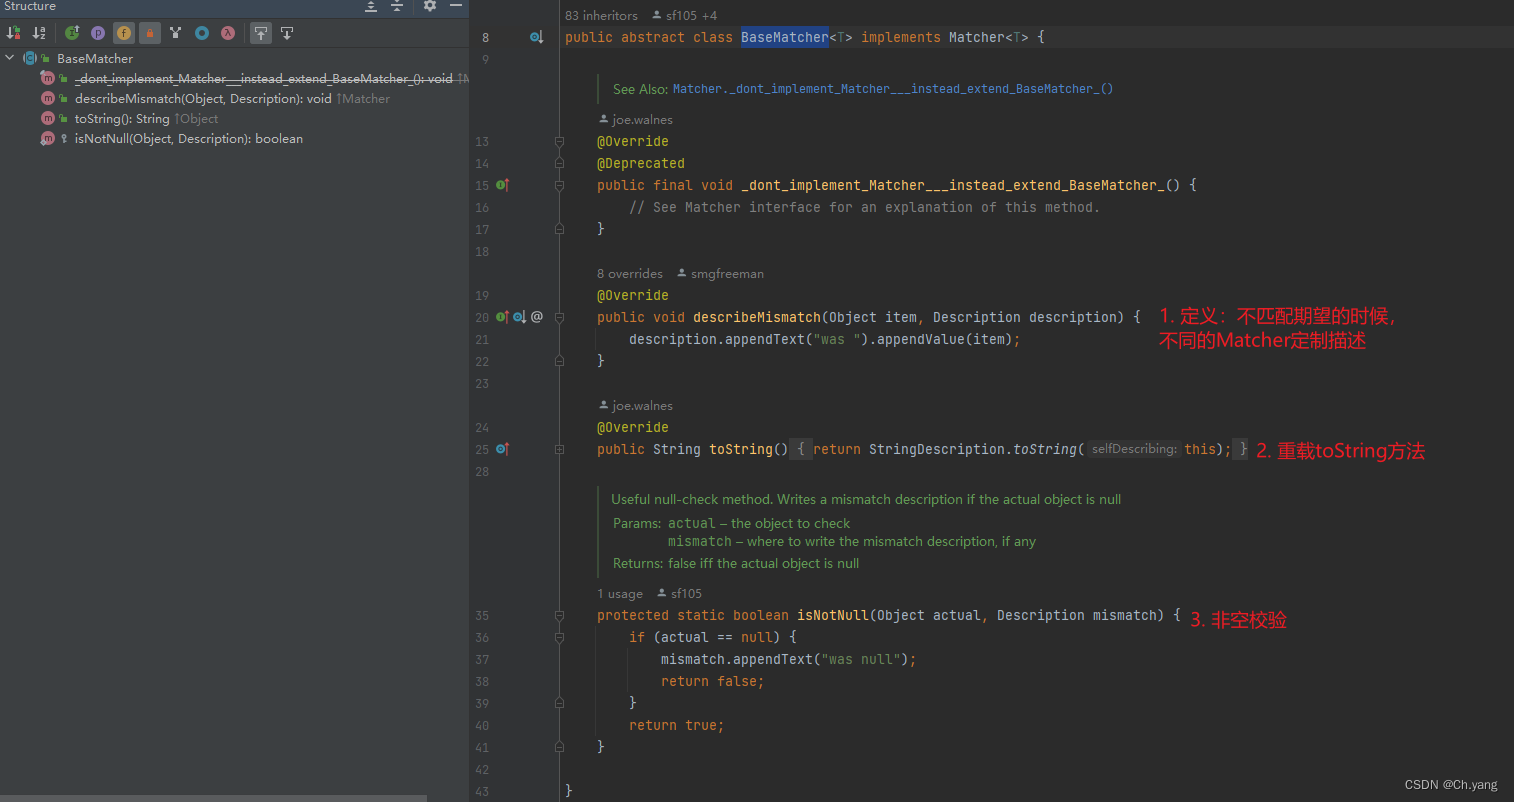 Structure
BaseMatcher
_dont_implement_Matcher___instead_extend_BaseMatcher_(): void ↑M
describeMismatch(Object, Description): void ↑Matcher
toString(): String ↑Object
isNotNull(Object, Description): boolean
83 inheritors sf105 +4
8 public abstract class BaseMatcher<T> implements Matcher<T> {
9
See Also: Matcher._dont_implement_Matcher___instead_extend_BaseMatcher_()
joe.walnes
13 @Override
14 @Deprecated
15 public final void _dont_implement_Matcher___instead_extend_BaseMatcher_() {
16 // See Matcher interface for an explanation of this method.
17 }
18
8 overrides smgfreeman
19 @Override
20 public void describeMismatch(Object item, Description description) { 1. 定义：不匹配期望的时候，
21 description.appendText("was ").appendValue(item); 不同的Matcher定制描述
22 }
23
joe.walnes
24 @Override
25 public String toString() { return StringDescription.toString( selfDescribing: this); } 2. 重载toString方法
28
Useful null-check method. Writes a mismatch description if the actual object is null
Params: actual – the object to check
mismatch – where to write the mismatch description, if any
Returns: false iff the actual object is null
1 usage sf105
35 protected static boolean isNotNull(Object actual, Description mismatch) { 3. 非空校验
36 if (actual == null) {
37 mismatch.appendText("was null");
38 return false;
39 }
40 return true;
41 }
42
43 }
CSDN @Ch.yang